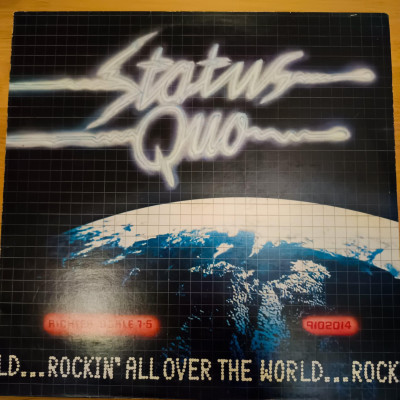 Status
Quo
RICHTER SCALE 7·5
9102014
LD...ROCKIN' ALL OVER THE WORLD...ROCK